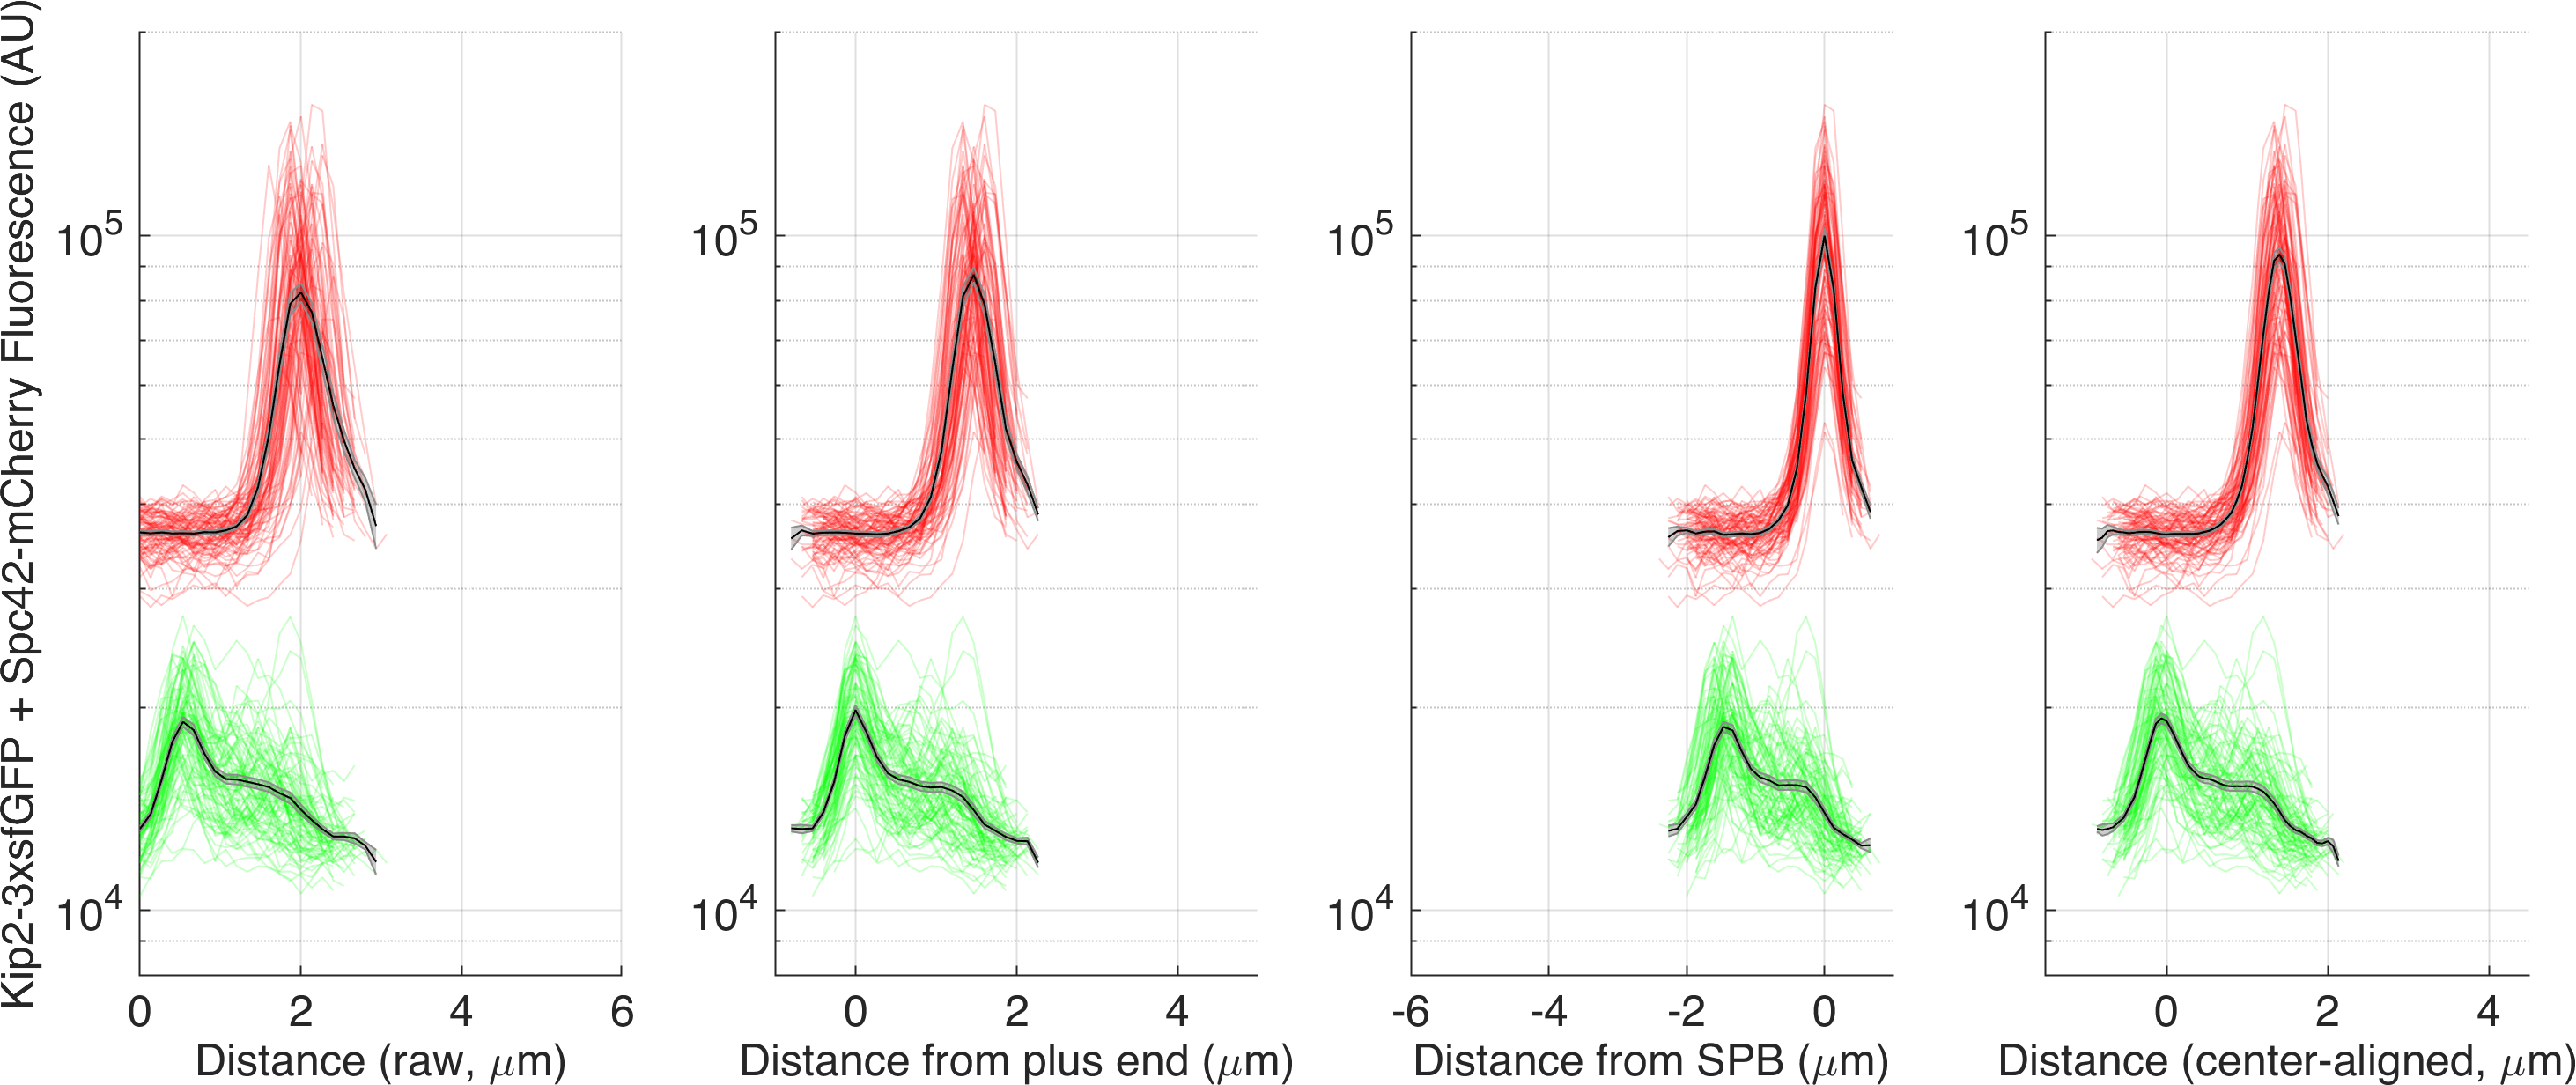 Kip2-3xsfGFP + Spc42-mCherry Fluorescence (AU)
10^5
10^4
0 2 4 6
Distance (raw, μm)
10^5
10^4
0 2 4
Distance from plus end (μm)
10^5
10^4
-6 -4 -2 0
Distance from SPB (μm)
10^5
10^4
0 2 4
Distance (center-aligned, μm)